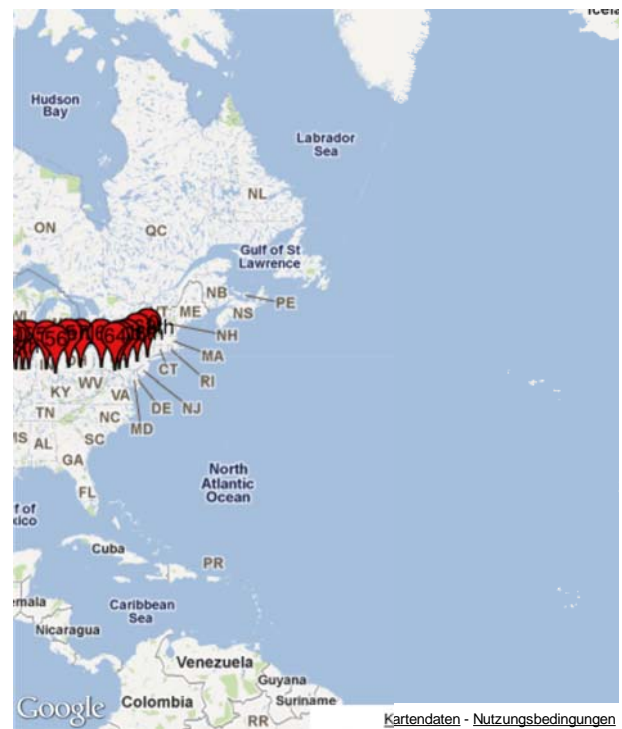 Hudson
Bay
Labrador
Sea
NL
ON
QC
Gulf of St
Lawrence
NB
PE
ME
NS
NH
MA
56
64
CT
RI
WV
KY
VA
DE
NJ
TN
NC
MD
AL
SC
GA
North
Atlantic
Ocean
FL
Cuba
PR
Caribbean
Sea
Nicaragua
Venezuela
Guyana
Google
Colombia
Suriname
RR
Kartendaten - Nutzungsbedingungen